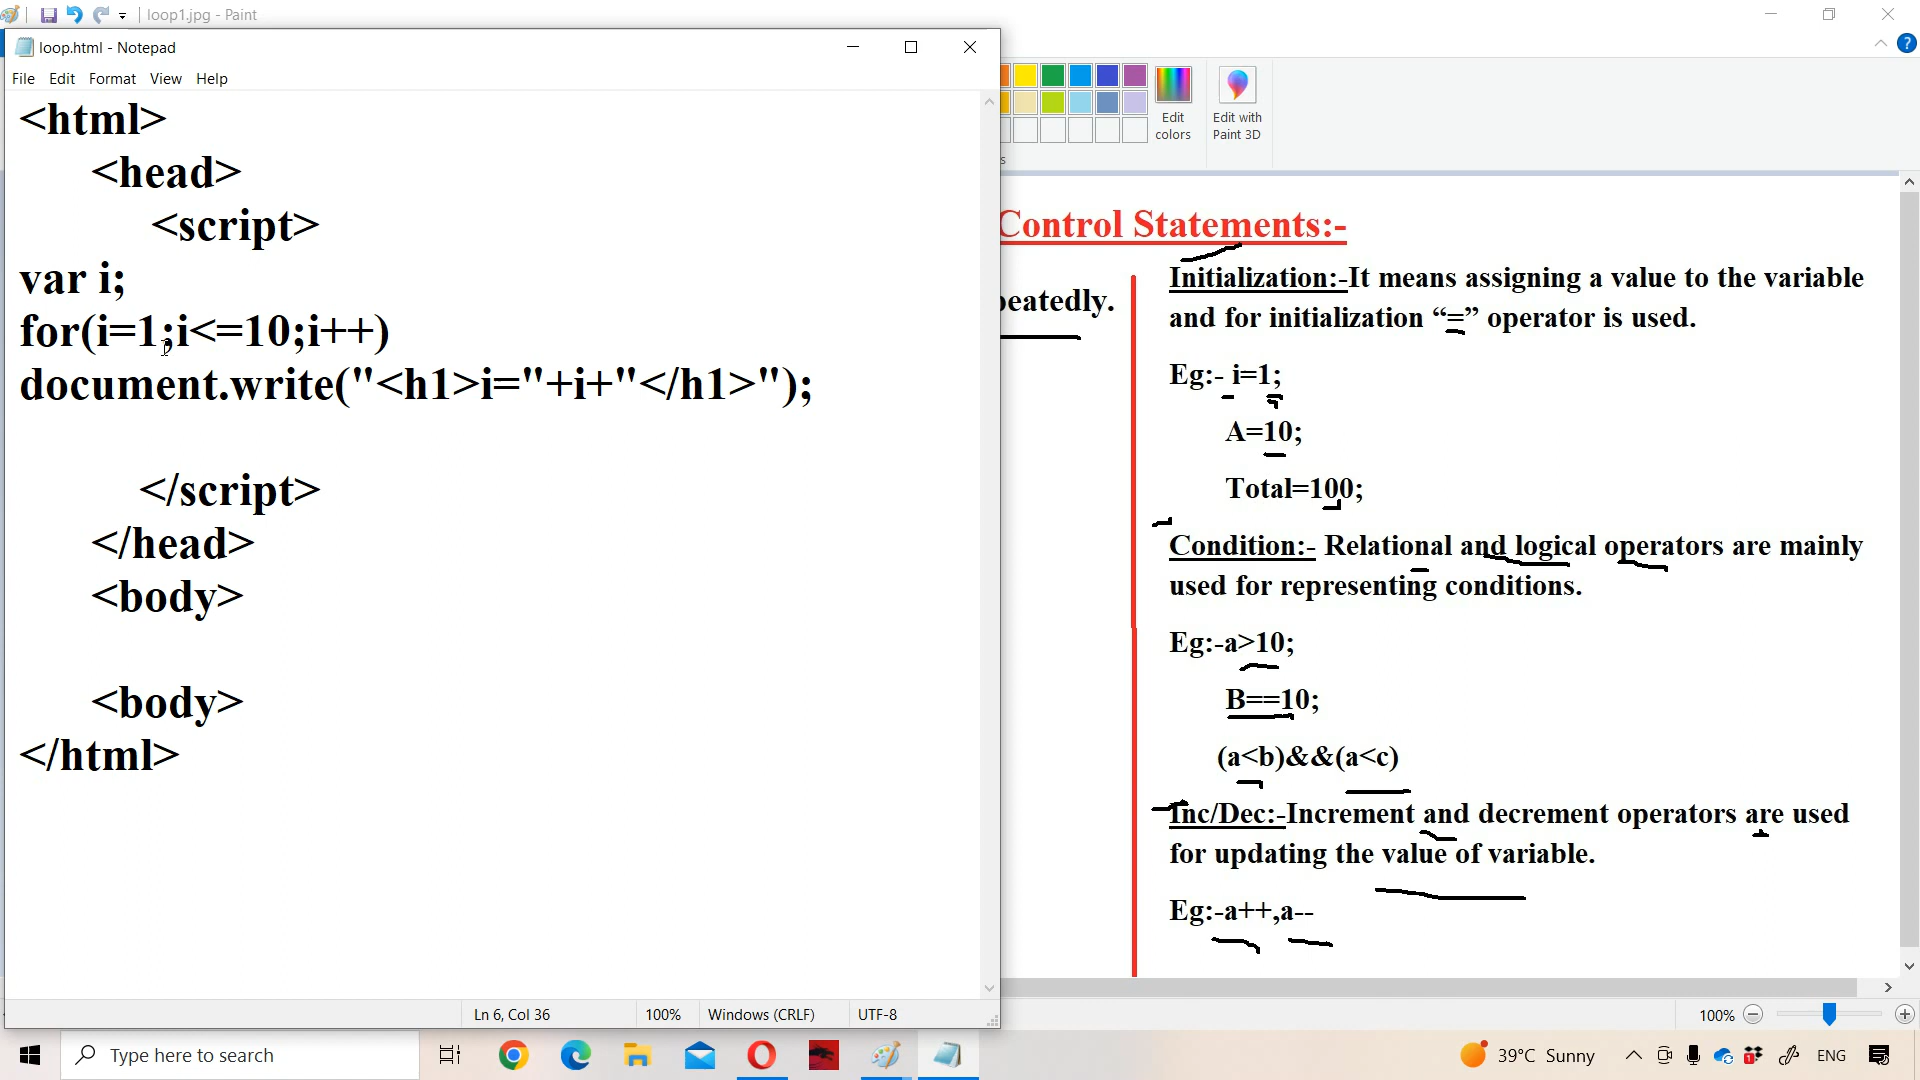 loop1.jpg - Paint
loop.html - Notepad
File Edit Format View Help
<html>
<head>
<script>
var i;
for(i=1;i<=10;i++)
document.write("<h1>i="+i+"</h1>");
</script>
</head>
<body>
<body>
</html>
Ln 6, Col 36
100%
Windows (CRLF)
UTF-8
Edit colors
Edit with Paint 3D
s
Control Statements:-
peatedly.
Initialization:-It means assigning a value to the variable
and for initialization “=” operator is used.
Eg:- i=1;
A=10;
Total=100;
Condition:- Relational and logical operators are mainly
used for representing conditions.
Eg:-a>10;
B==10;
(a<b)&&(a<c)
Inc/Dec:-Increment and decrement operators are used
for updating the value of variable.
Eg:-a++,a--
100%
Type here to search
39°C Sunny
ENG